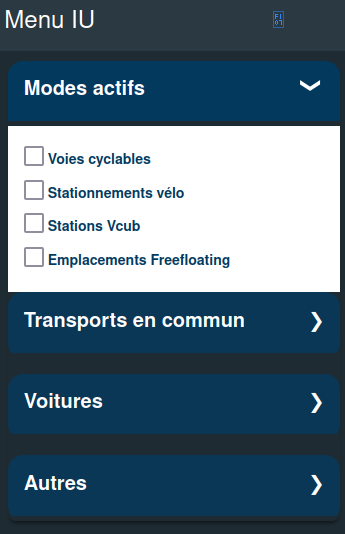 Menu IU
Modes actifs
Voies cyclables
Stationnements vélo
Stations Vcub
Emplacements Freefloating
Transports en commun
Voitures
Autres